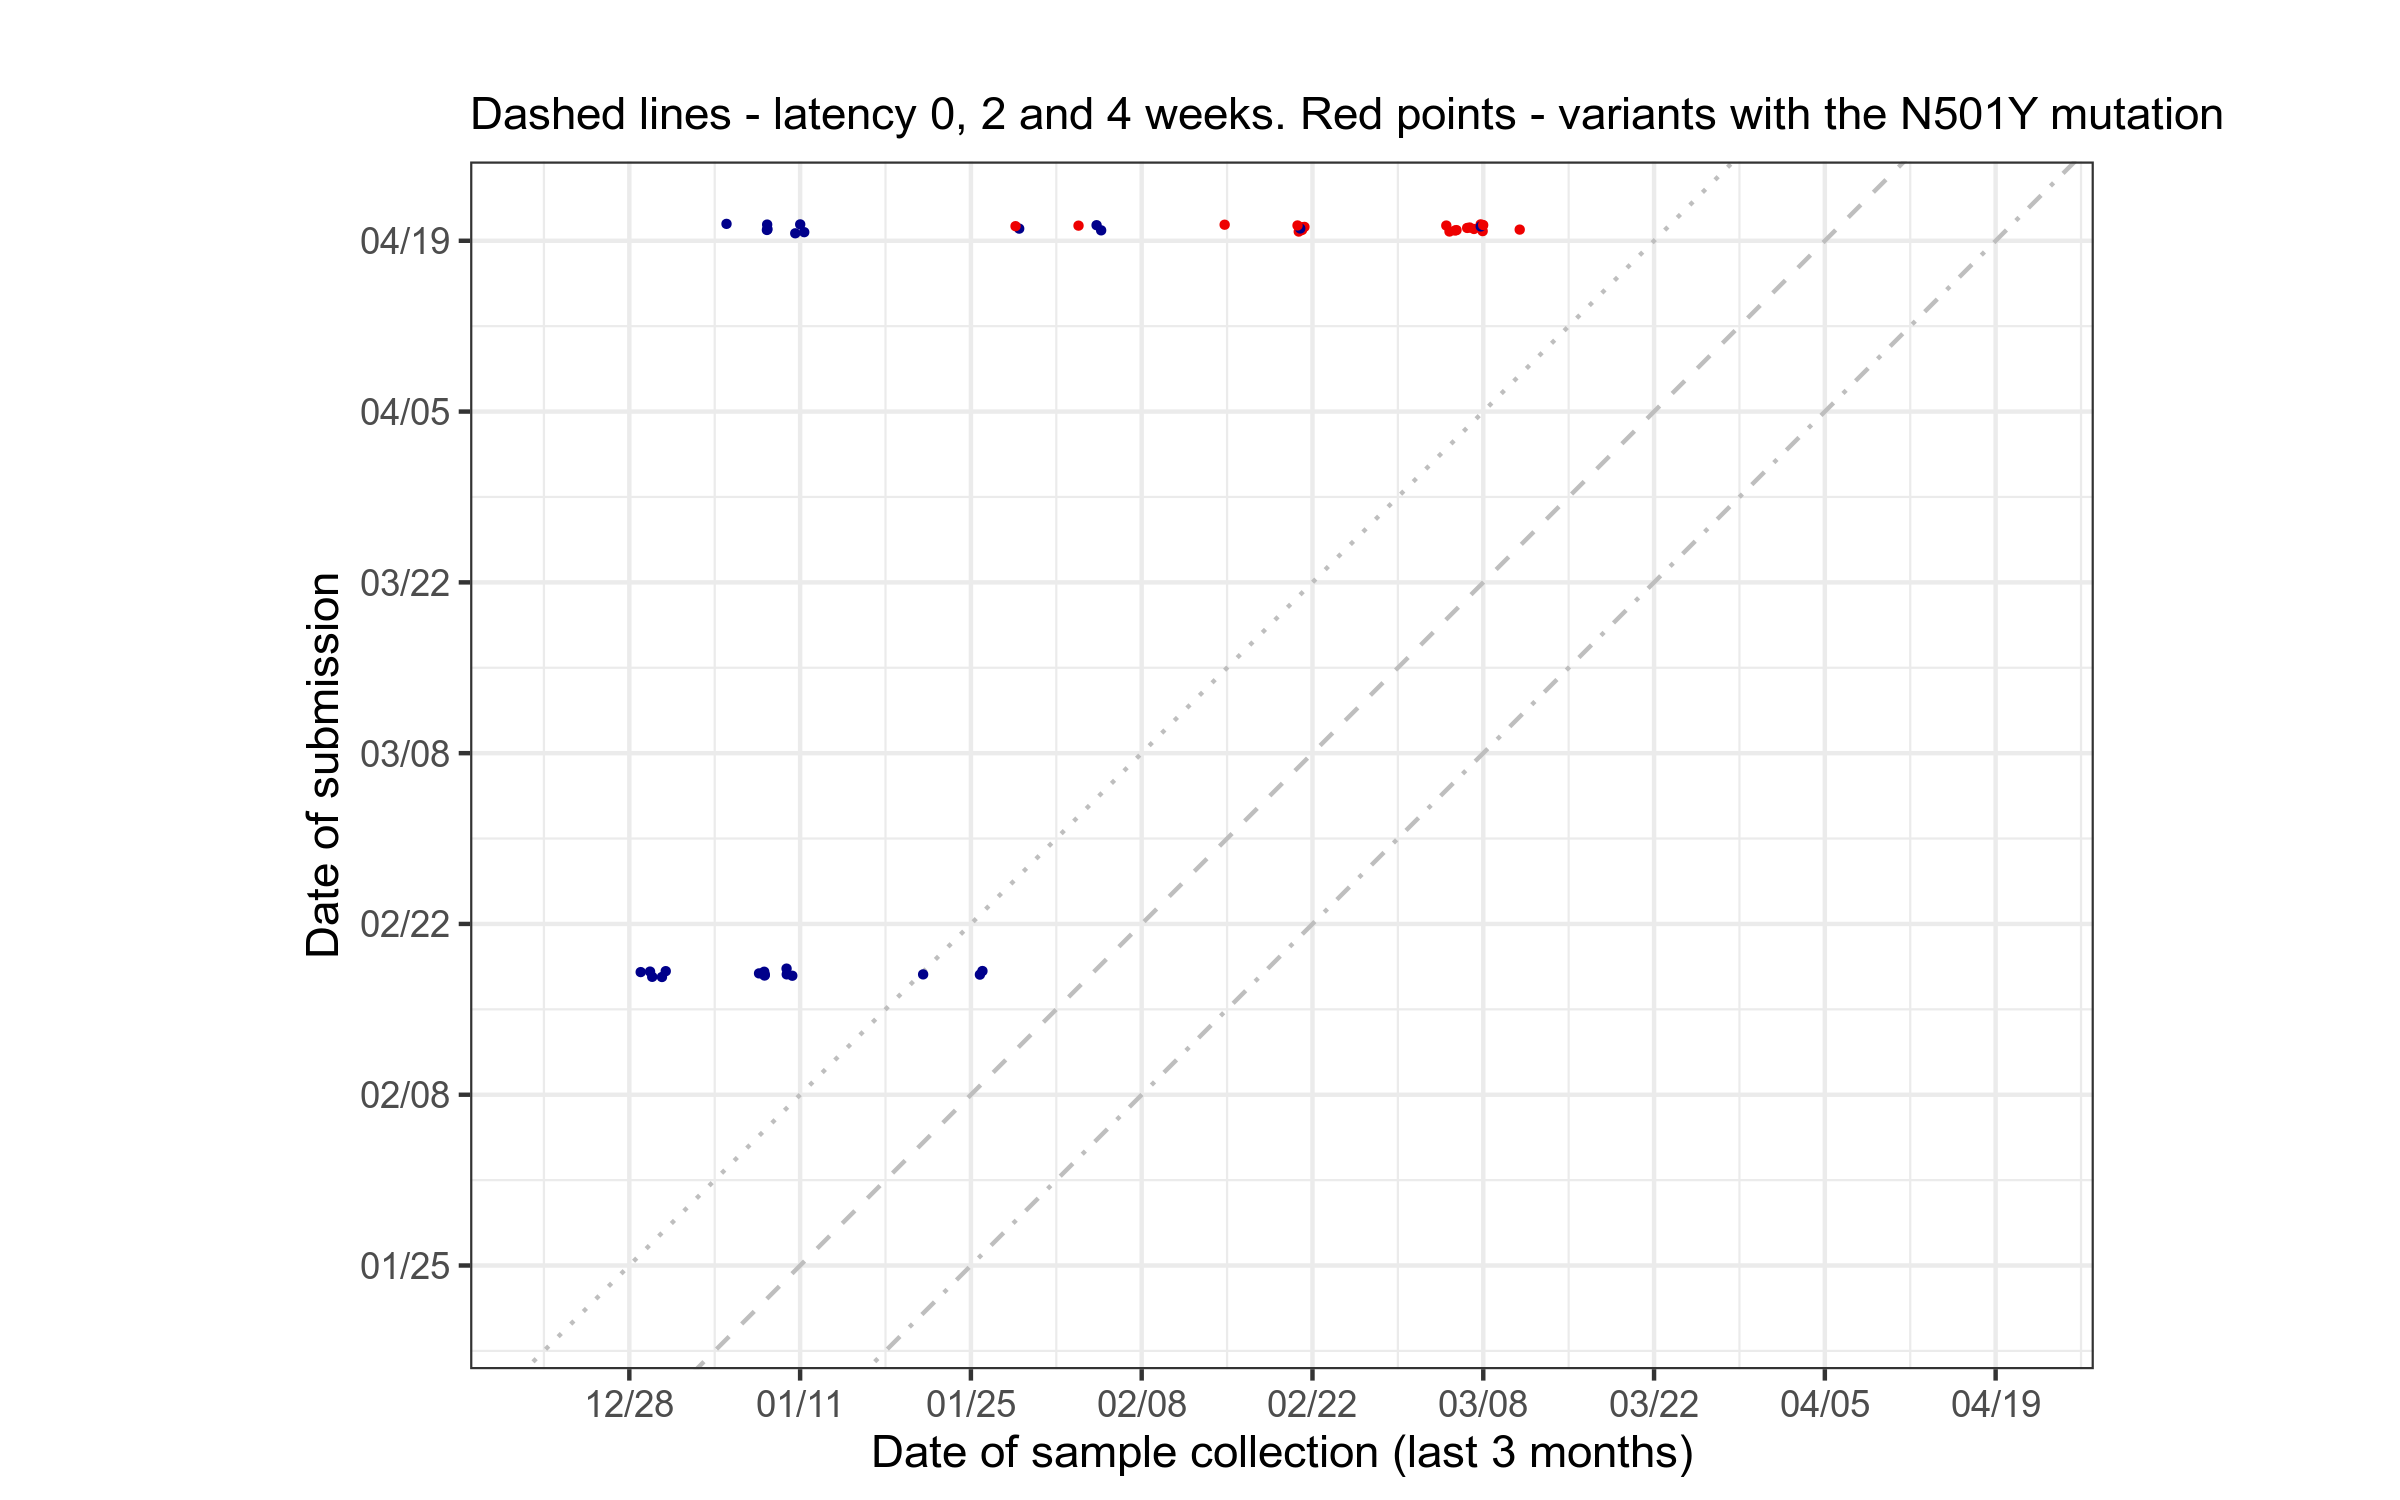 Dashed lines - latency 0, 2 and 4 weeks. Red points - variants with the N501Y mutation
Date of submission
04/19
04/05
03/22
03/08
02/22
02/08
01/25
12/28 01/11 01/25 02/08 02/22 03/08 03/22 04/05 04/19
Date of sample collection (last 3 months)